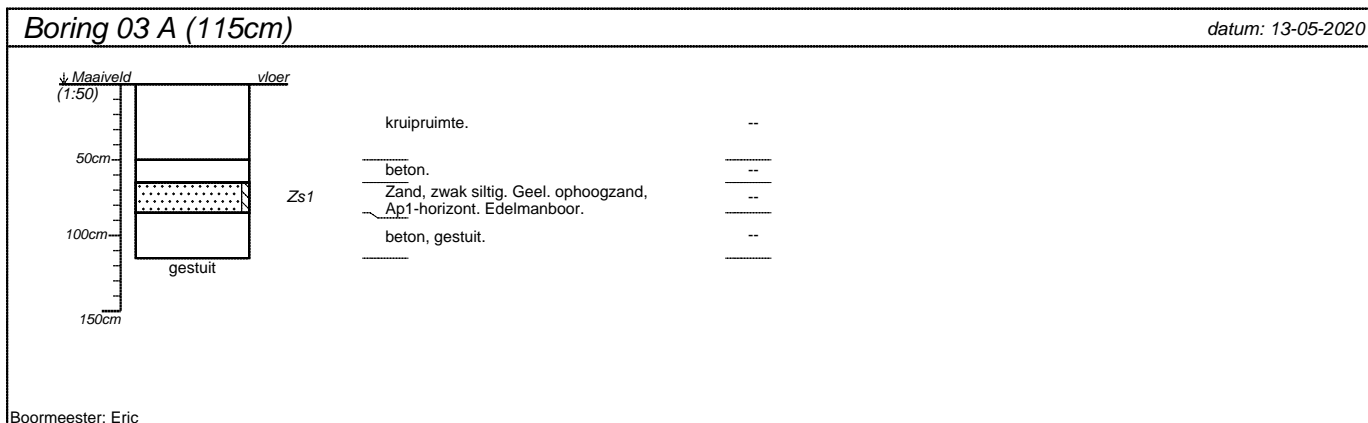 Boring 03 A (115cm)
datum: 13-05-2020
Maaiveld
vloer
(1:50)
kruipruimte.
--
50cm
beton.
--
Zs1
Zand, zwak siltig. Geel. ophoogzand,
Ap1-horizont. Edelmanboor.
--
100cm
beton, gestuit.
--
gestuit
150cm
Boormeester: Eric